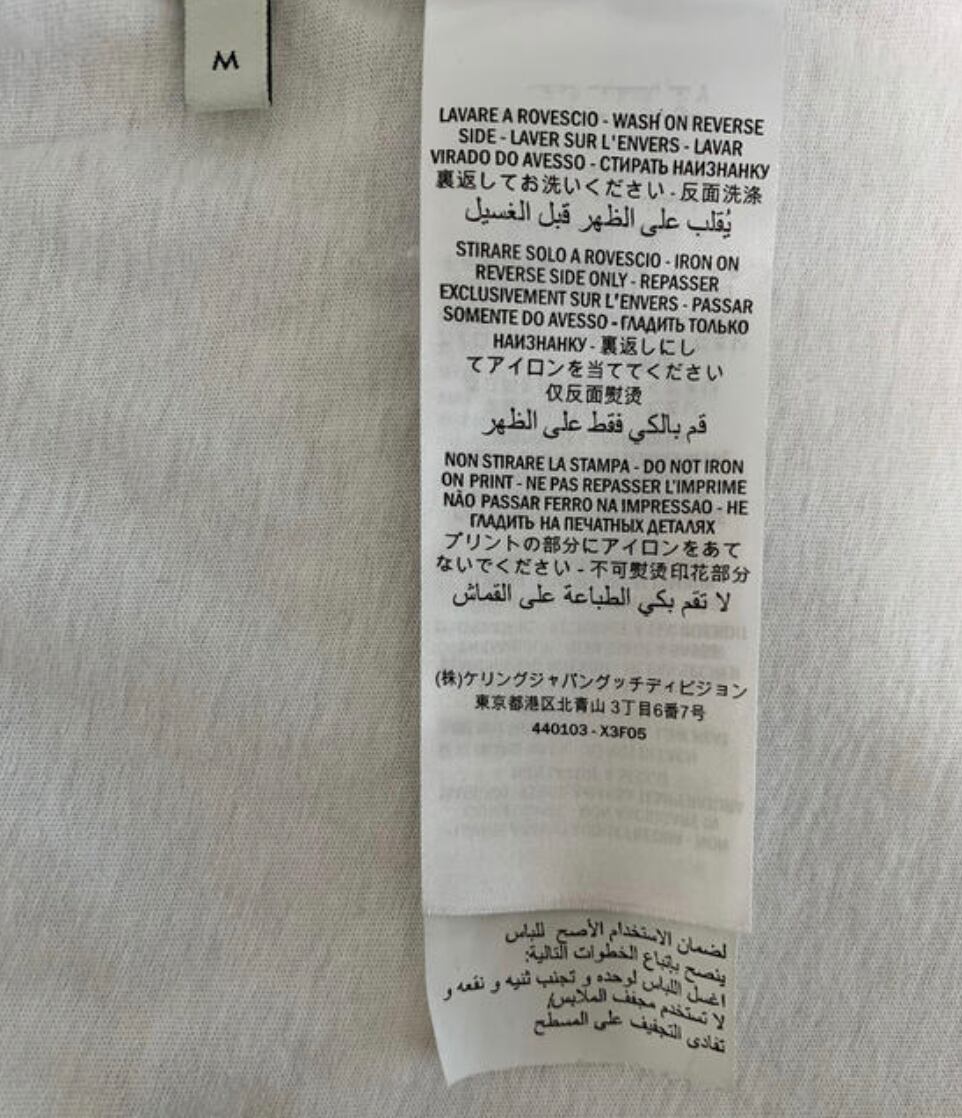 M
LAVARE A ROVESCIO - WASH ON REVERSE
SIDE - LAVER SUR L'ENVERS - LAVAR
VIRADO DO AVESSO - СТИРАТЬ НАИЗНАНКУ
裏返してお洗いください - 反面洗涤
يُقلب على الظهر قبل الغسيل
STIRARE SOLO A ROVESCIO - IRON ON
REVERSE SIDE ONLY - REPASSER
EXCLUSIVEMENT SUR L'ENVERS - PASSAR
SOMENTE DO AVESSO - ГЛАДИТЬ ТОЛЬКО
НАИЗНАНКУ - 裏返しにし
てアイロンを当ててください
仅反面熨烫
قم بالكي فقط على الظهر
NON STIRARE LA STAMPA - DO NOT IRON
ON PRINT - NE PAS REPASSER L'IMPRIME
NÃO PASSAR FERRO NA IMPRESSAO - НЕ
ГЛАДИТЬ НА ПЕЧАТНЫХ ДЕТАЛЯХ
プリントの部分にアイロンをあて
ないでください - 不可熨烫印花部分
لا تقم بكي الطباعة على القماش
(株)ケリングジャパングッチディビジョン
東京都港区北青山 3丁目6番7号
440103 - X3F05
لضمان الاستخدام الأصح للباس
ينصح بإتباع الخطوات التالية:
اغسل اللباس لوحده و تجنب ثنيه و نقعه و
لا تستخدم مجفف الملابس/
تفادى التجفيف على المسطح